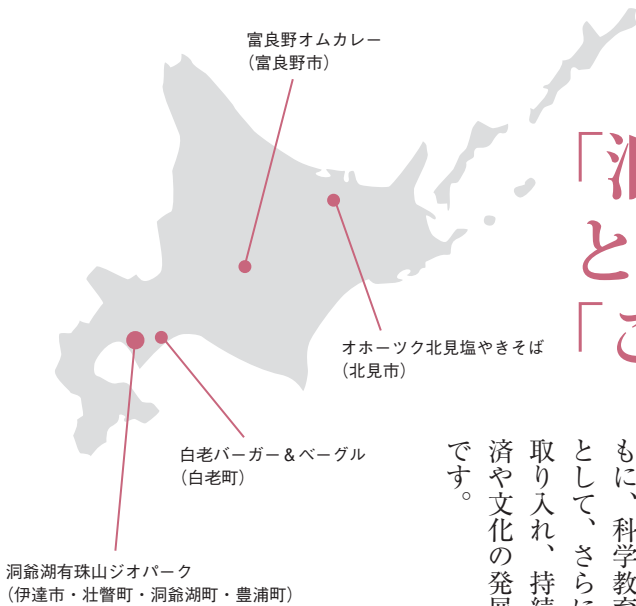 富良野オムカレー
（富良野市）
オホーツク北見塩やきそば
（北見市）
白老バーガー＆ベーグル
（白老町）
洞爺湖有珠山ジオパーク
（伊達市・壮瞥町・洞爺湖町・豊浦町）
と
「
もに、科学教育
として、さらに
取り入れ、持続
済や文化の発展
です。